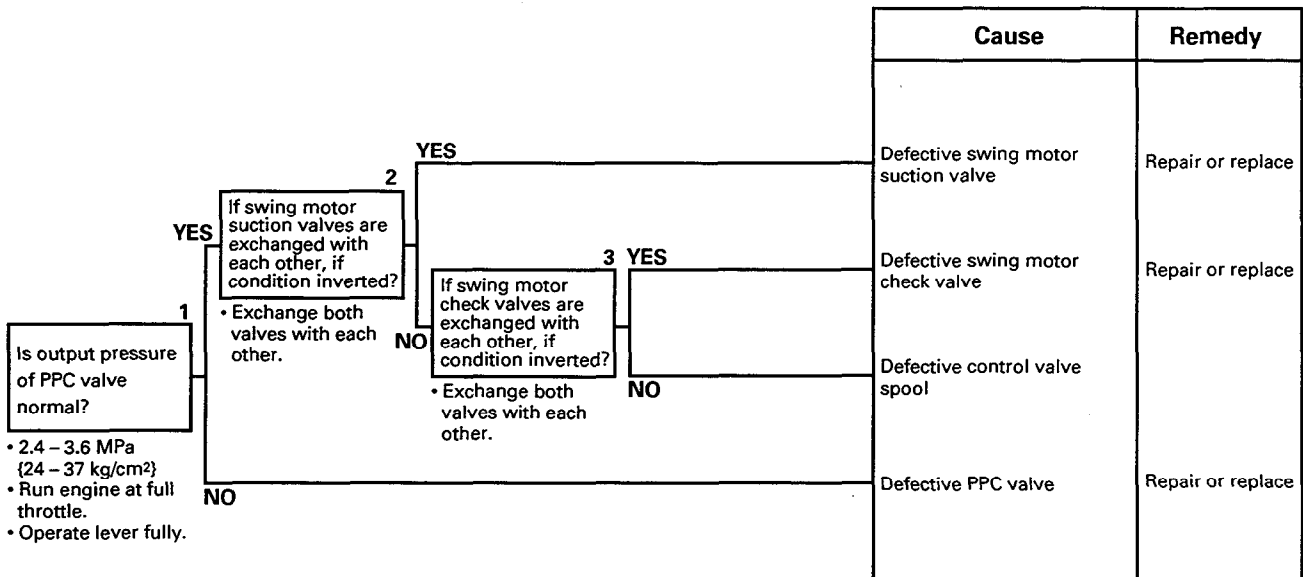 Cause
Remedy
1
Is output pressure
of PPC valve
normal?
• 2.4 – 3.6 MPa
{24 – 37 kg/cm²}
• Run engine at full
throttle.
• Operate lever fully.
YES
NO
2
If swing motor
suction valves are
exchanged with
each other, if
condition inverted?
• Exchange both
valves with each
other.
YES
NO
3
If swing motor
check valves are
exchanged with
each other, if
condition inverted?
• Exchange both
valves with each
other.
YES
NO
Defective swing motor
suction valve
Repair or replace
Defective swing motor
check valve
Repair or replace
Defective control valve
spool
Defective PPC valve
Repair or replace